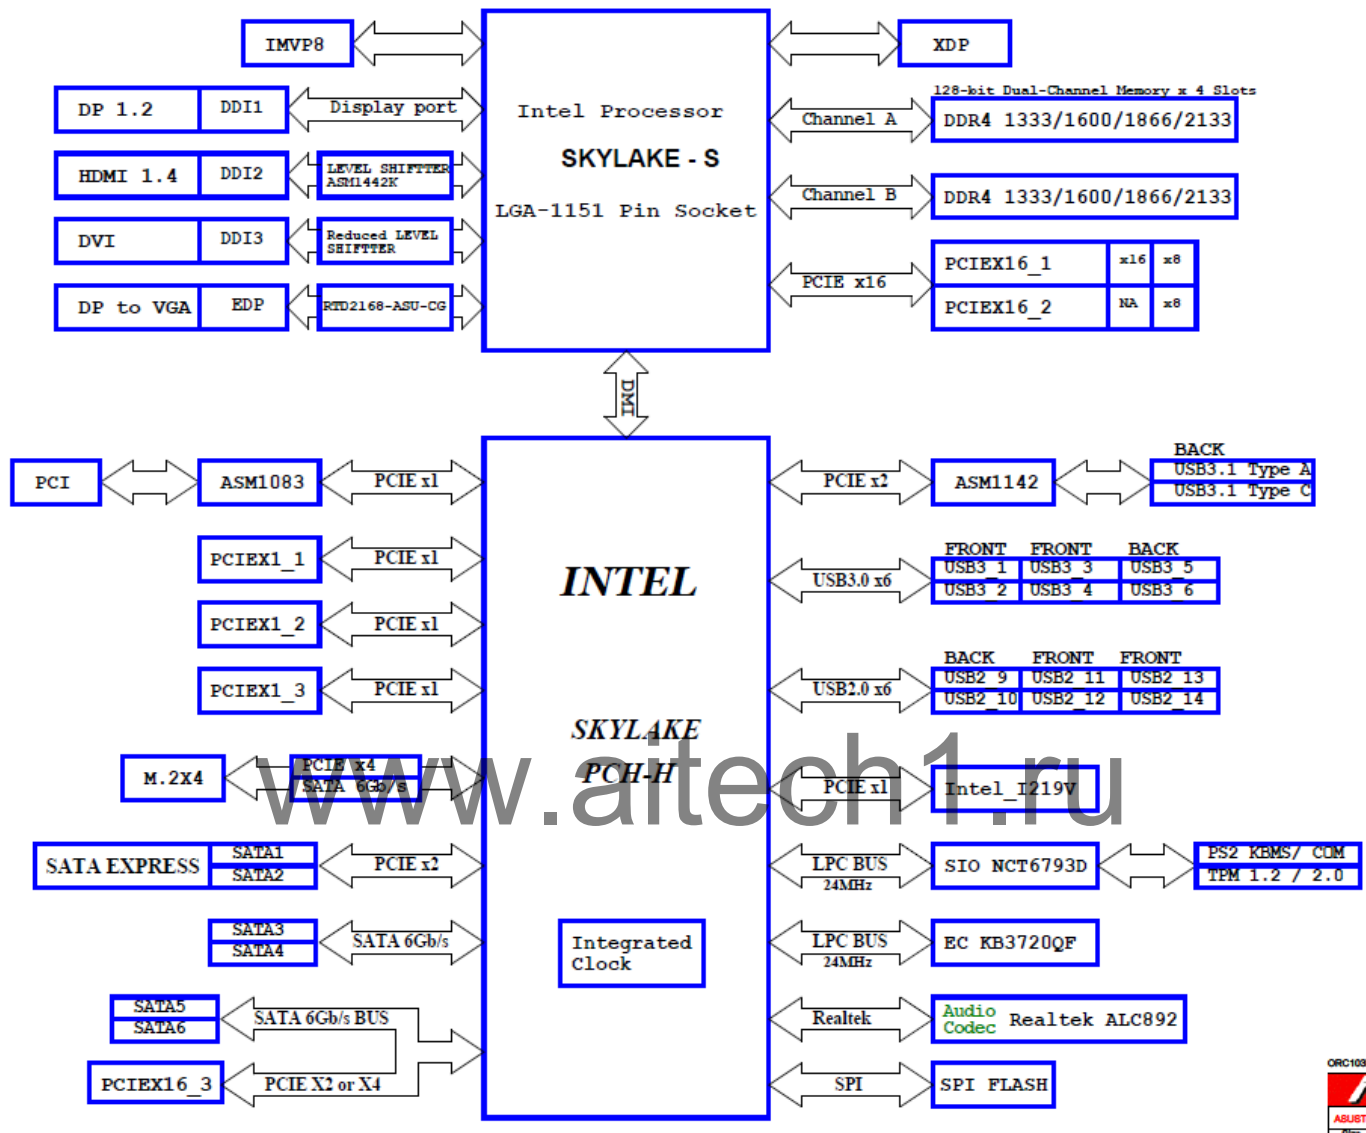 IMVP8
XDP
128-bit Dual-Channel Memory x 4 Slots
DP 1.2 DDI1 Display port
Intel Processor
SKYLAKE - S
LGA-1151 Pin Socket
Channel A DDR4 1333/1600/1866/2133
HDMI 1.4 DDI2 LEVEL SHIFTTER
ASM1442K
Channel B DDR4 1333/1600/1866/2133
DVI DDI3 Reduced LEVEL
SHIFTTER
PCIE x16
PCIEX16_1 x16 x8
PCIEX16_2 NA x8
DP to VGA EDP RTD2168-ASU-CG
DMI
PCI ASM1083 PCIE x1
PCIE x2 ASM1142
BACK
USB3.1 Type A
USB3.1 Type C
PCIEX1_1 PCIE x1
INTEL
USB3.0 x6
FRONT FRONT BACK
USB3_1 USB3_3 USB3_5
USB3_2 USB3_4 USB3_6
PCIEX1_2 PCIE x1
PCIEX1_3 PCIE x1
USB2.0 x6
BACK FRONT FRONT
USB2_9 USB2_11 USB2_13
USB2_10 USB2_12 USB2_14
SKYLAKE
PCH-H
www.aitech1.ru
M.2X4 PCIE x4
SATA 6Gb/s
PCIE x1 Intel_I219V
SATA EXPRESS SATA1
SATA2
PCIE x2
LPC BUS
24MHz
SIO NCT6793D
PS2 KBMS/ COM
TPM 1.2 / 2.0
SATA3
SATA4
SATA 6Gb/s
Integrated
Clock
LPC BUS
24MHz
EC KB3720QF
SATA5
SATA6
SATA 6Gb/s BUS
Realtek Audio
Codec Realtek ALC892
PCIEX16_3 PCIE X2 or X4
SPI SPI FLASH
ORC103
ASUST